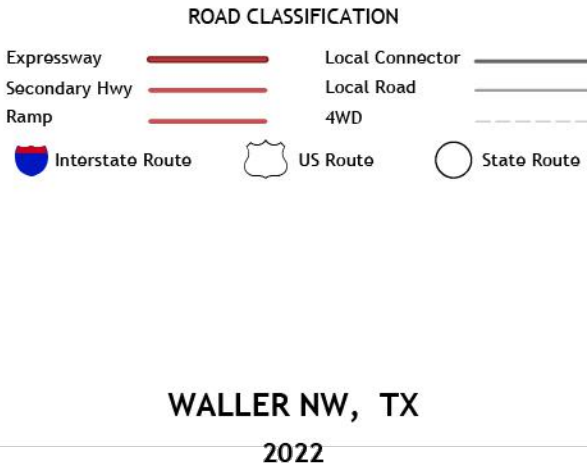 ROAD CLASSIFICATION
Expressway
Local Connector
Secondary Hwy
Local Road
Ramp
4WD
Interstate Route
US Route
State Route
WALLER NW, TX
2022